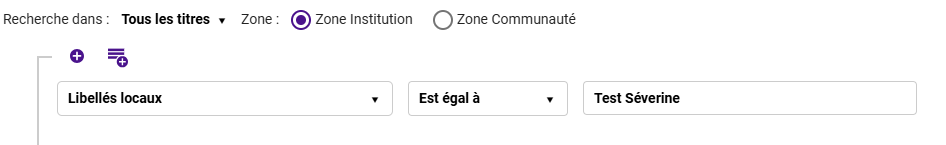 Recherche dans : Tous les titres Zone : Zone Institution Zone Communauté
Libellés locaux Est égal à Test Séverine